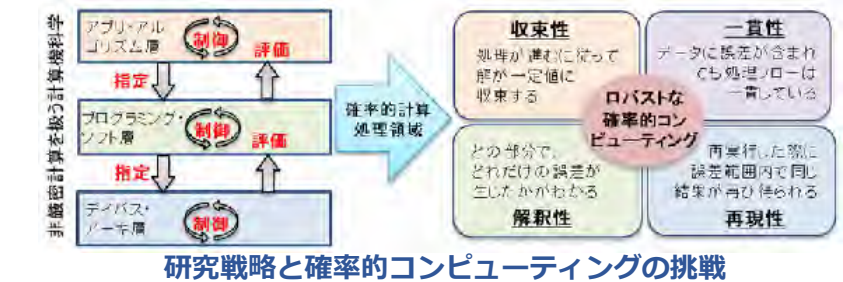 非厳密計算を扱う計算機科学
アプリ・アル
ゴリズム層
制御
評価
指定
プログラミング・
ソフト層
制御
評価
指定
デイバス・
アーキ層
制御
確率的計算
処理領域
収束性
処理が進むに従って
解が一定値に
収束する
一貫性
データに誤差が含まれ
ても処理フローは
一貫している
ロバストな
確率的コン
ピューティング
どの部分で、
どれだけの誤差が
生じたかがわかる
解釈性
再実行した際に
誤差範囲内で同じ
結果が再び得られる
再現性
研究戦略と確率的コンピューティングの挑戦